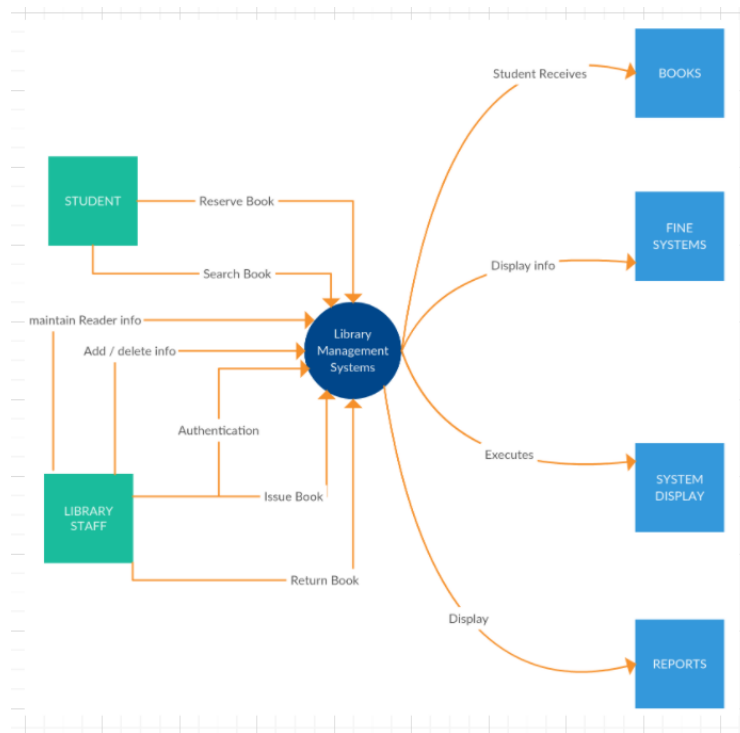 Student Receives
BOOKS
STUDENT
Reserve Book
FINE
SYSTEMS
Display info
Search Book
maintain Reader info
Library
Management
Systems
Add / delete info
Authentication
Executes
SYSTEM
DISPLAY
LIBRARY
STAFF
Issue Book
Return Book
Display
REPORTS